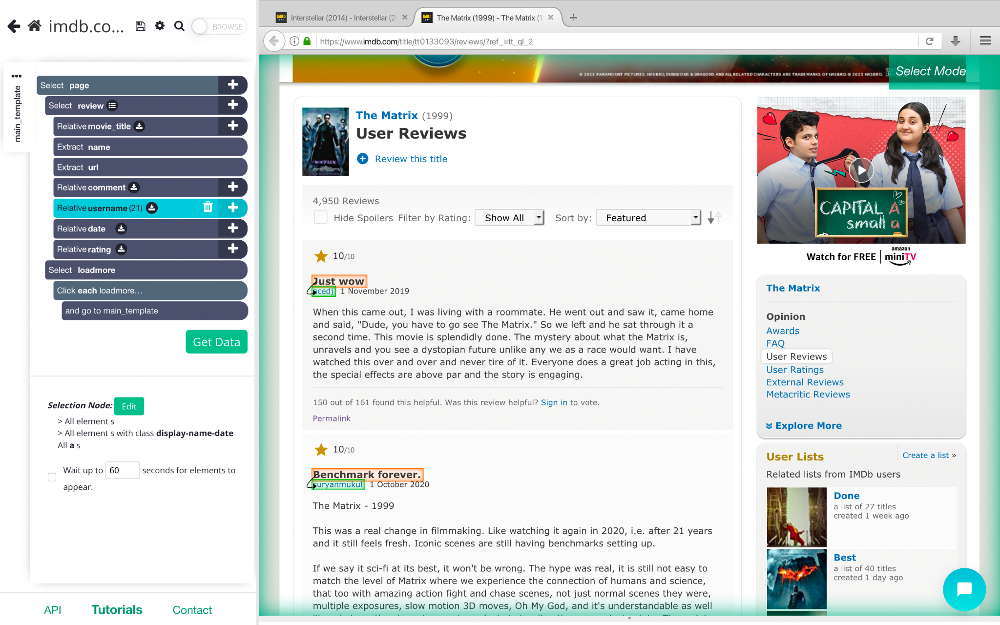 imdb.co...
BROWSE
main_template
Select page
Select review
Relative movie_title
Extract name
Extract url
Relative comment
Relative username (21)
Relative date
Relative rating
Select loadmore
Click each loadmore...
and go to main_template
Get Data
Selection Node: Edit
> All element s
> All element s with class display-name-date
All a s
Wait up to 60 seconds for elements to
appear.
API Tutorials Contact
Interstellar (2014) - Interstellar (2
The Matrix (1999) - The Matrix (1
https://www.imdb.com/title/tt0133093/reviews/?ref_=tt_ql_2
© 2023 PARAMOUNT PICTURES. HASBRO, DUNGEONS & DRAGONS AND ALL RELATED CHARACTERS ARE TRADEMARKS OF HASBRO. © 2023 HASBRO.
Select Mode
The Matrix (1999)
User Reviews
Review this title
4,950 Reviews
Hide Spoilers Filter by Rating: Show All Sort by: Featured
10/10
Just wow
acedj 1 November 2019
When this came out, I was living with a roommate. He went out and saw it, came home
and said, "Dude, you have to go see The Matrix." So we left and he sat through it a
second time. This movie is splendidly done. The mystery about what the Matrix is,
unravels and you see a dystopian future unlike any we as a race would want. I have
watched this over and over and never tire of it. Everyone does a great job acting in this,
the special effects are above par and the story is engaging.
150 out of 161 found this helpful. Was this review helpful? Sign in to vote.
Permalink
10/10
Benchmark forever.
suryanmukul 1 October 2020
The Matrix - 1999
This was a real change in filmmaking. Like watching it again in 2020, i.e. after 21 years
and it still feels fresh. Iconic scenes are still having benchmarks setting up.
If we say it sci-fi at its best, it won't be wrong. The hype was real, it is still not easy to
match the level of Matrix where we experience the connection of humans and science,
that too with amazing action fight and chase scenes, not just normal scenes they were,
multiple exposures, slow motion 3D moves, Oh My God, and it's understandable as well
CAPITAL A
small a
Watch for FREE | amazon miniTV
The Matrix
Opinion
Awards
FAQ
User Reviews
User Ratings
External Reviews
Metacritic Reviews
Explore More
User Lists
Create a list »
Related lists from IMDb users
Done
a list of 27 titles
created 1 week ago
Best
a list of 40 titles
created 1 day ago